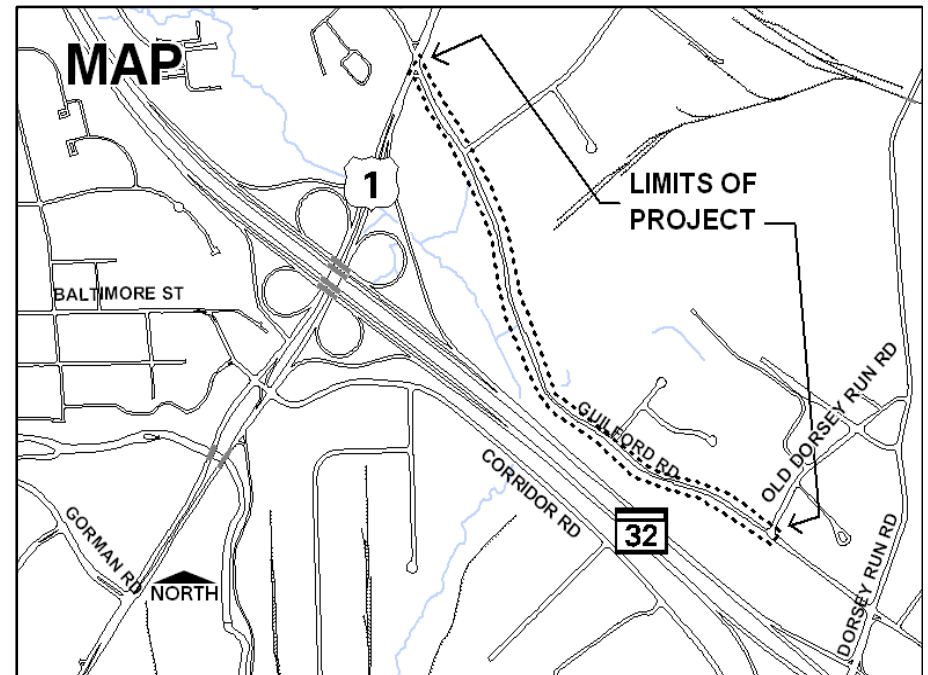 MAP
1
LIMITS OF
PROJECT
BALTIMORE ST
GUILFORD RD
OLD DORSEY RUN RD
CORRIDOR RD
32
GORMAN RD
NORTH
DORSEY RUN RD